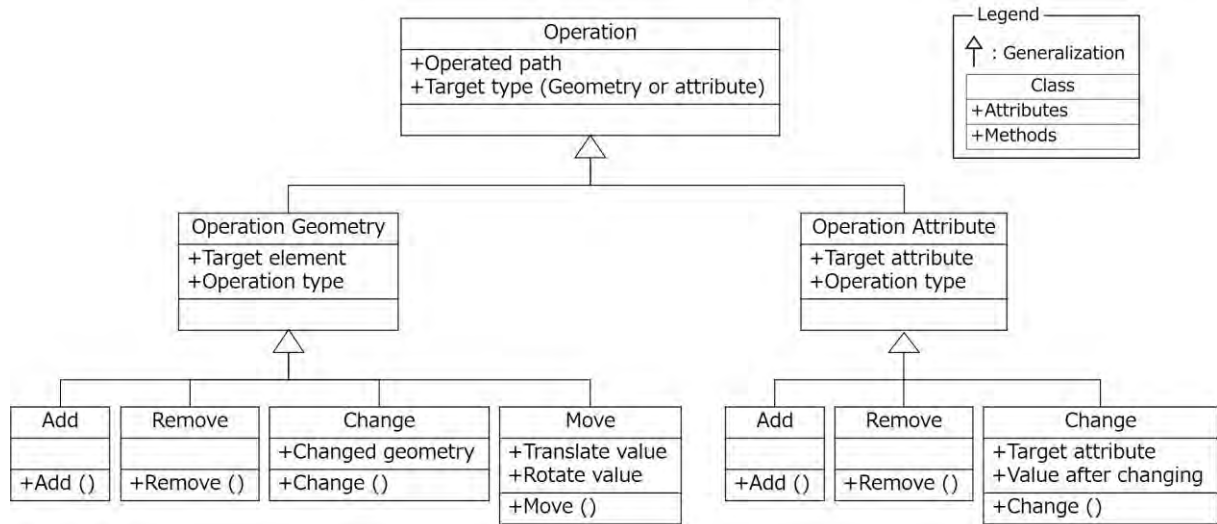 Operation
+Operated path
+Target type (Geometry or attribute)
Legend
: Generalization
Class
+Attributes
+Methods
Operation Geometry
+Target element
+Operation type
Operation Attribute
+Target attribute
+Operation type
Add
+Add ()
Remove
+Remove ()
Change
+Changed geometry
+Change ()
Move
+Translate value
+Rotate value
+Move ()
Add
+Add ()
Remove
+Remove ()
Change
+Target attribute
+Value after changing
+Change ()